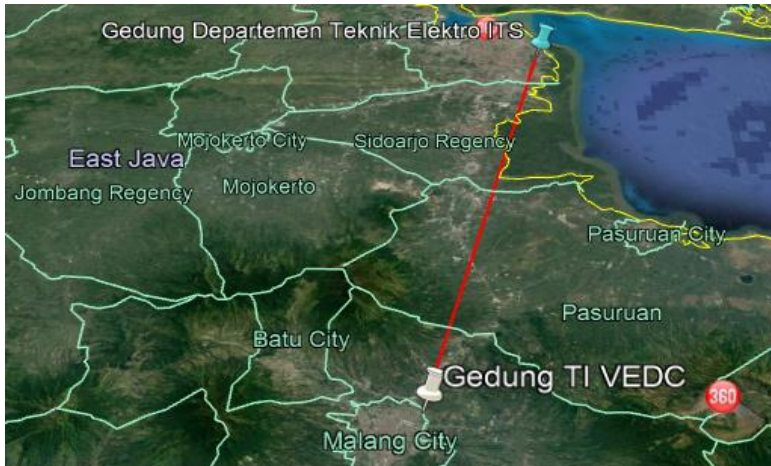 Gedung Departemen Teknik Elektro ITS
Mojokerto City
Sidoarjo Regency
East Java
Jombang Regency
Mojokerto
Pasuruan City
Pasuruan
Batu City
Gedung TI VEDC
360
Malang City